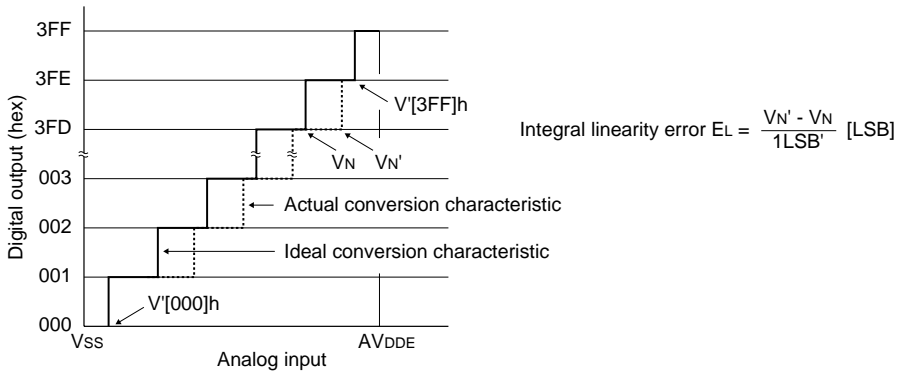 Digital output (hex)
3FF
3FE
3FD
003
002
001
000
V'[3FF]h
VN
VN'
Actual conversion characteristic
Ideal conversion characteristic
V'[000]h
VSS
AVDDE
Analog input
Integral linearity error EL = VN' - VN [LSB]
1LSB'